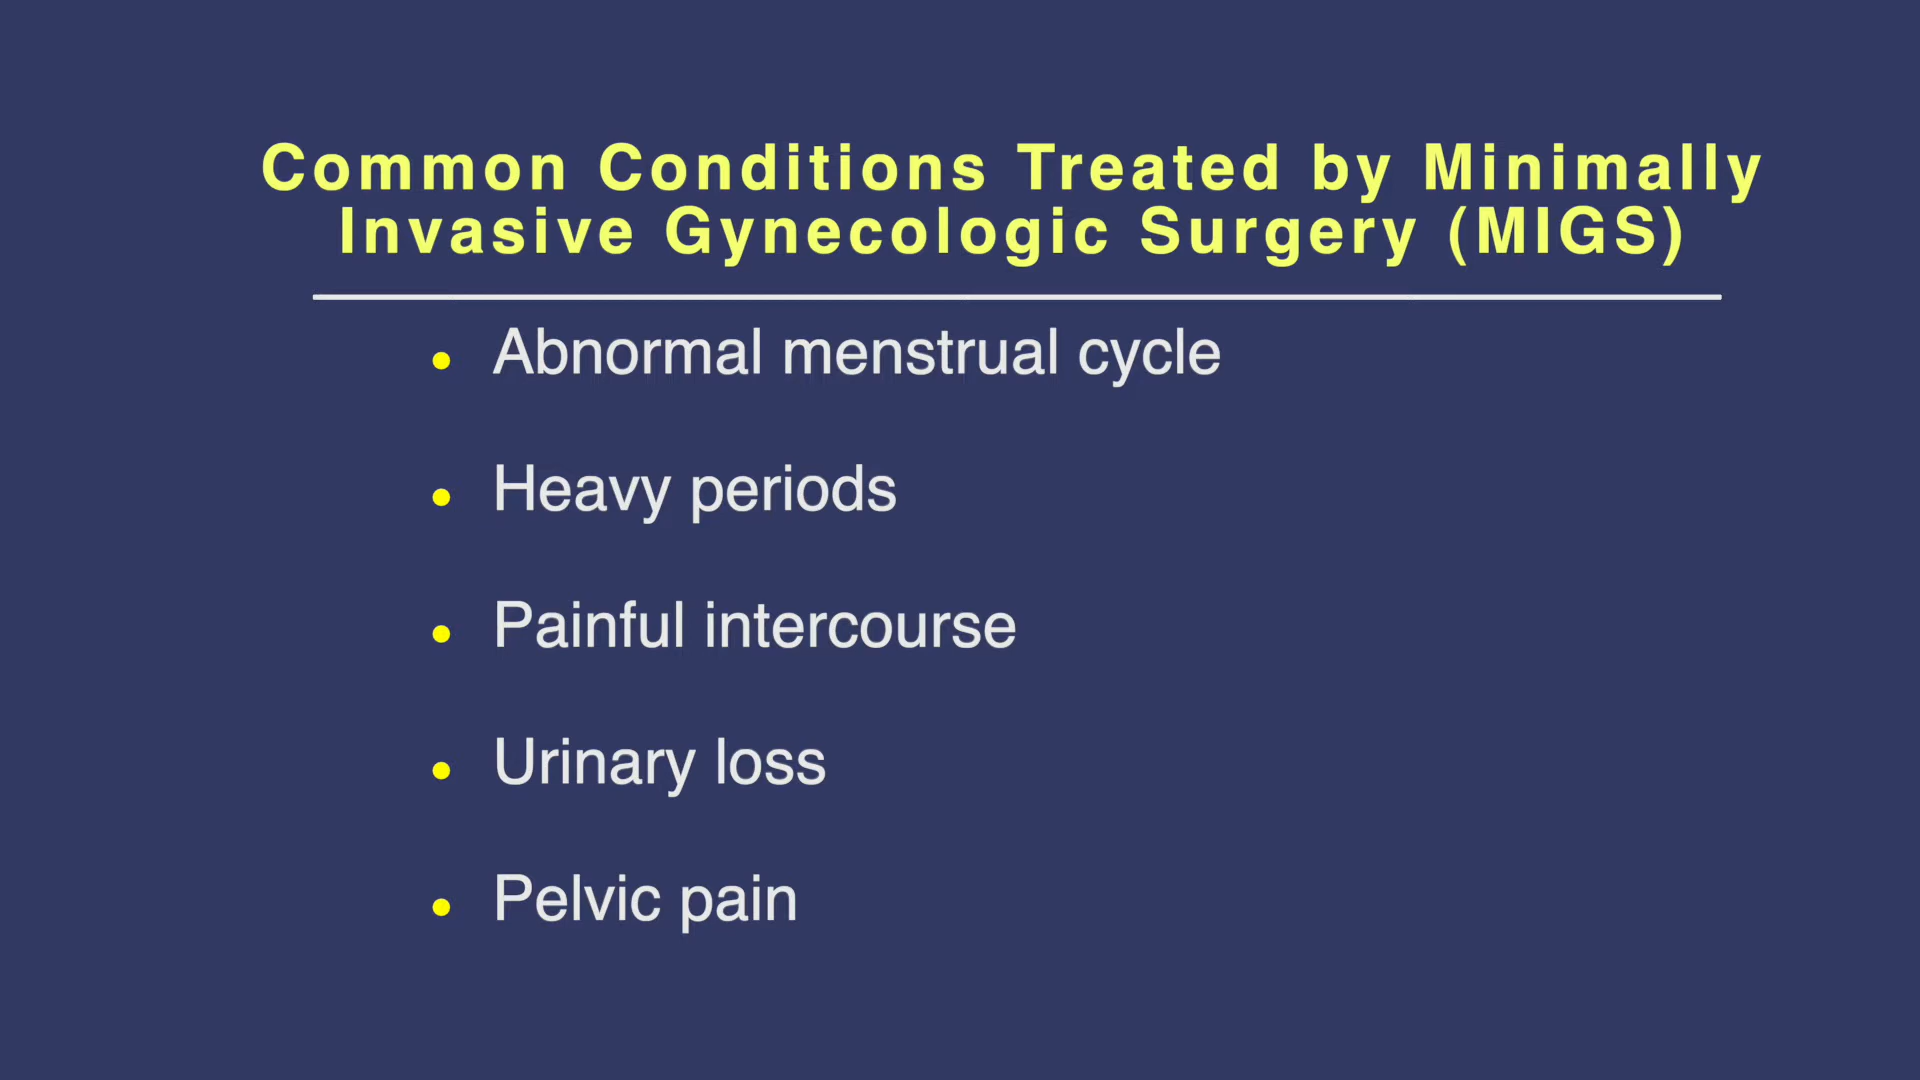 Common Conditions Treated by Minimally
Invasive Gynecologic Surgery (MIGS)
• Abnormal menstrual cycle
• Heavy periods
• Painful intercourse
• Urinary loss
• Pelvic pain